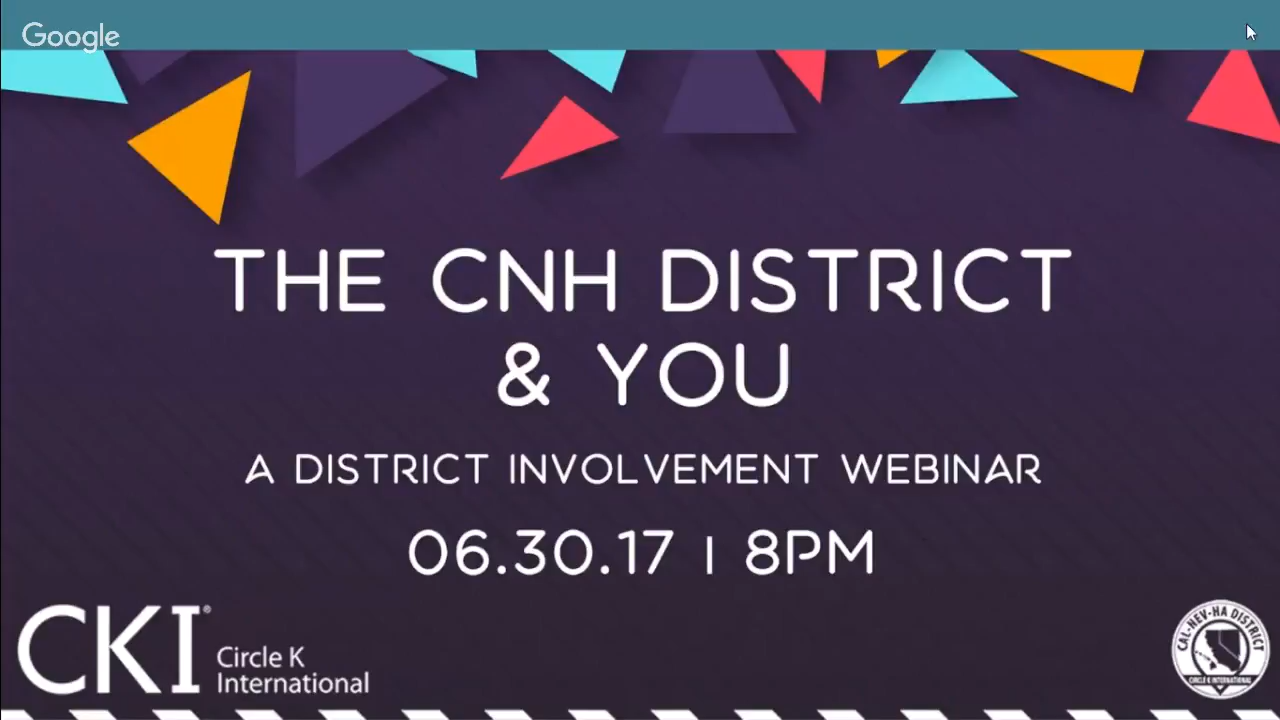 Google
THE CNH DISTRICT
& YOU
A DISTRICT INVOLVEMENT WEBINAR
06.30.17 | 8PM
CKI®
Circle K
International
CAL-NEV-HA DISTRICT
CIRCLE K INTERNATIONAL